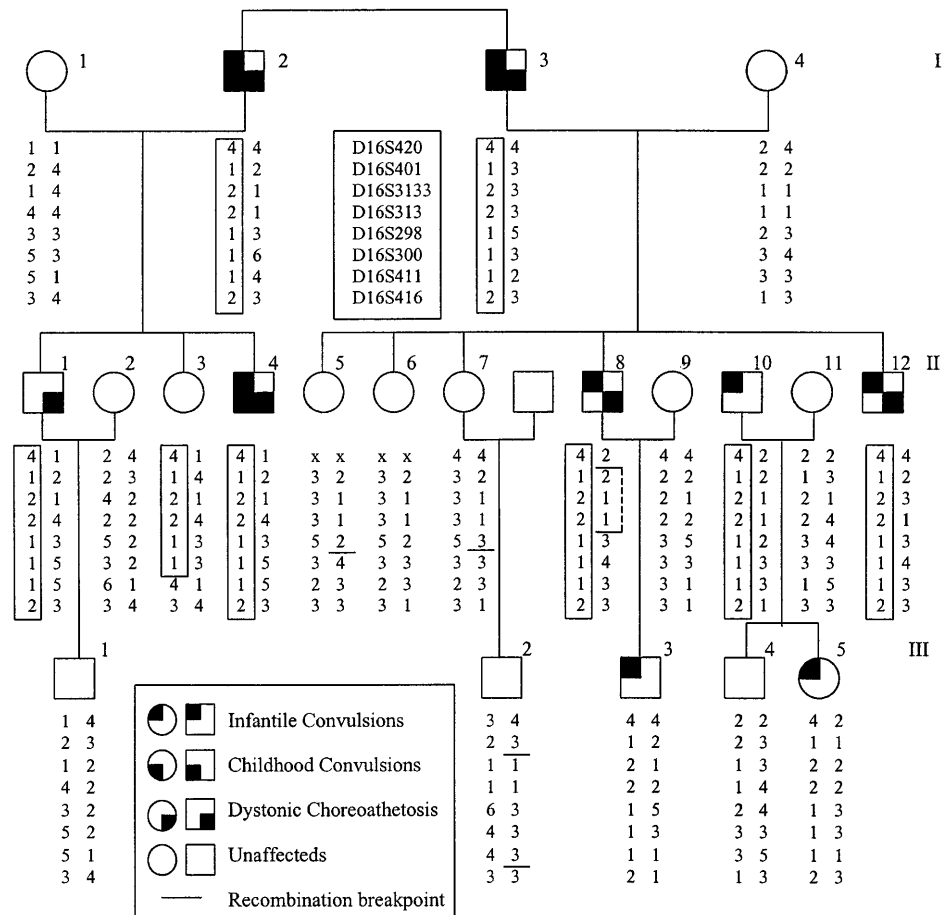 1 2 3 4 I
1 1 4 4 D16S420 4 4 2 4
2 4 1 2 D16S401 1 3 2 2
1 4 2 1 D16S3133 2 3 1 1
4 4 2 1 D16S313 2 3 1 1
3 3 1 3 D16S298 1 5 2 3
5 3 1 6 D16S300 1 3 3 4
5 1 1 4 D16S411 1 2 3 3
3 4 2 3 D16S416 2 3 1 3
1 2 3 4 5 6 7 8 9 10 11 12 II
4 1 2 4 4 1 4 1 x x x x 4 4 4 2 4 4 4 2 2 2 4 4
1 2 2 3 1 4 1 2 3 2 3 2 3 2 1 2 2 2 1 2 1 3 1 2
2 1 4 2 2 1 2 1 3 1 3 1 3 1 2 1 2 1 2 1 2 3 2 3
2 4 2 2 2 4 2 4 3 1 3 1 3 1 2 1 2 2 2 1 2 4 2 1
1 3 5 2 1 3 1 3 5 2 5 2 5 3 1 3 3 5 1 2 3 4 1 3
1 5 3 2 1 3 1 5 3 4 3 3 3 3 1 4 3 3 1 3 3 3 1 4
1 5 6 1 4 1 1 5 2 3 2 3 2 3 1 3 3 1 1 3 1 5 1 3
2 3 3 4 3 4 2 3 3 3 3 1 3 1 2 3 3 1 2 1 3 3 2 3
1 2 3 4 5 III
1 4 3 4 4 4 2 2 4 2
2 3 2 3 1 2 2 3 1 1
1 2 1 1 2 1 1 3 2 2
4 2 1 1 2 2 1 4 2 2
3 2 6 3 1 5 2 4 1 3
5 2 4 3 1 3 3 3 1 3
5 1 4 3 1 1 3 5 1 1
3 4 3 3 2 1 1 3 2 3
Infantile Convulsions
Childhood Convulsions
Dystonic Choreoathetosis
Unaffecteds
Recombination breakpoint